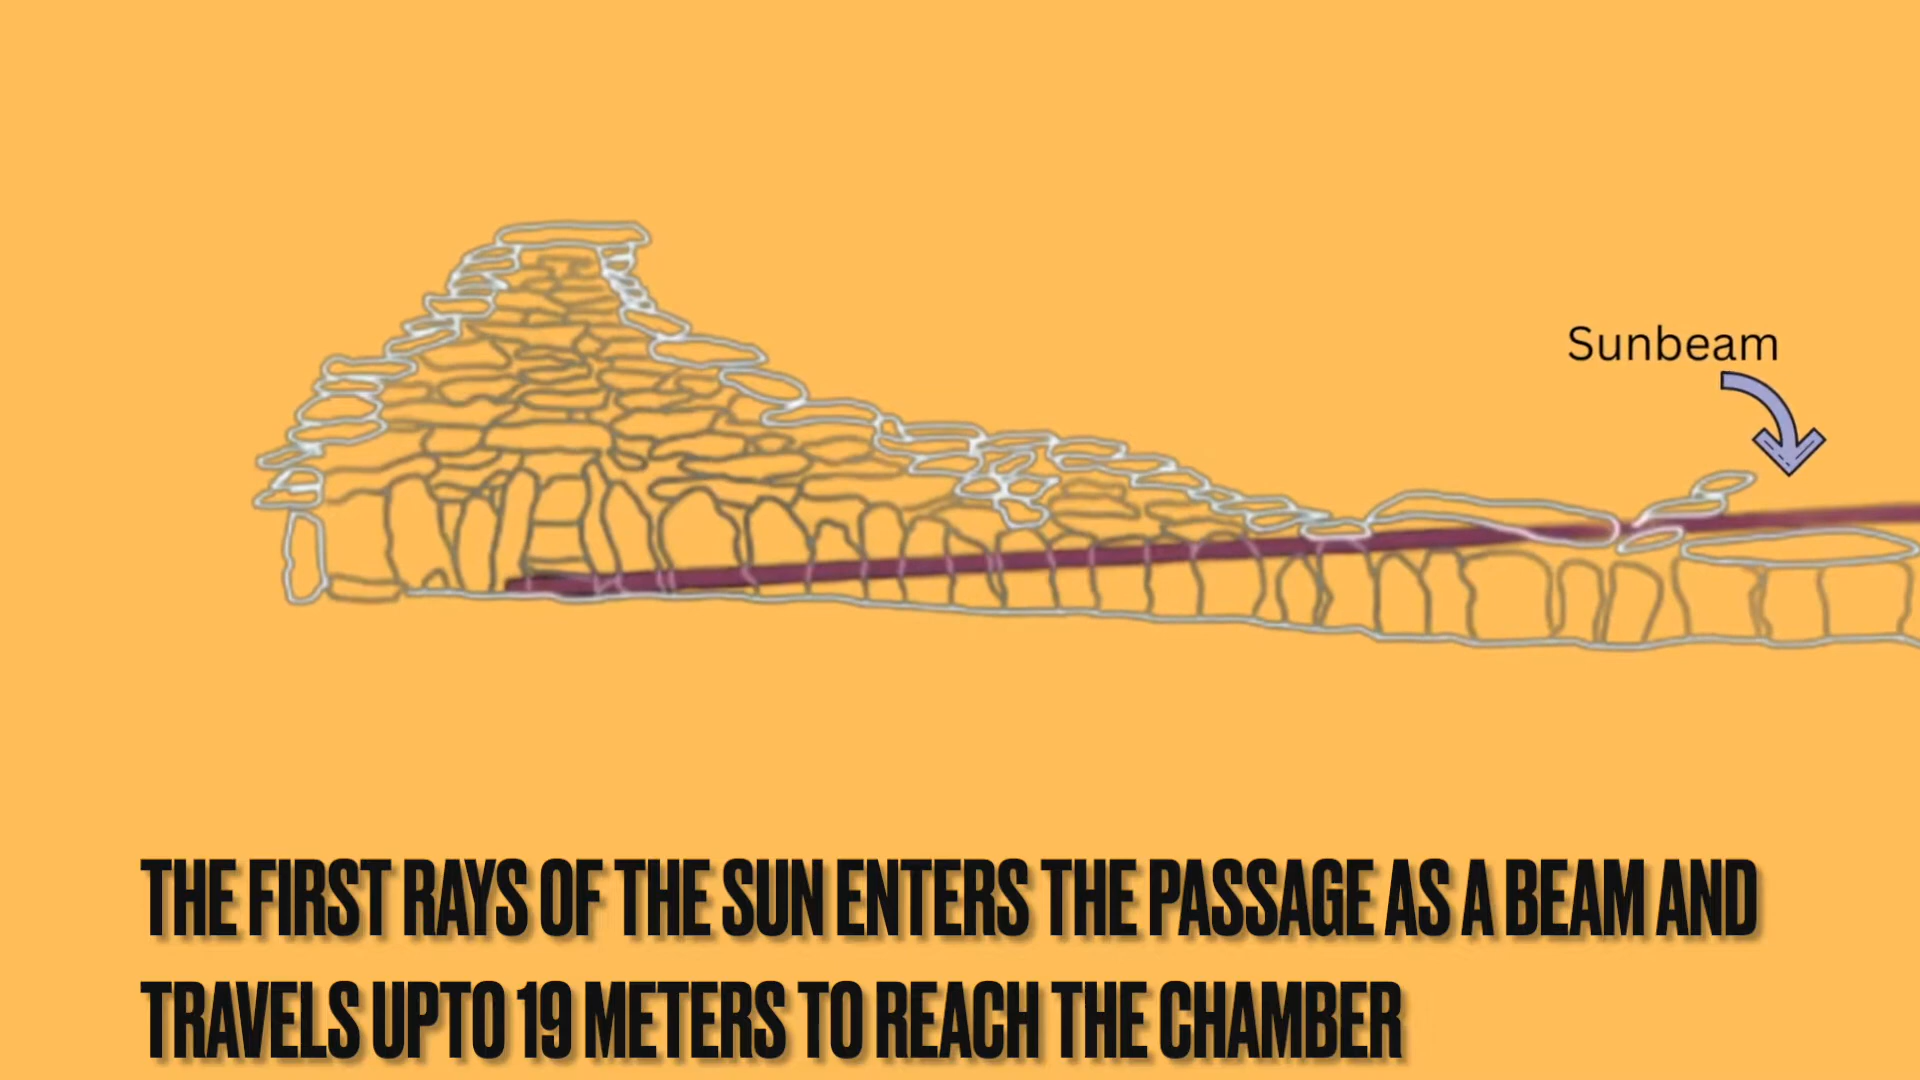 Sunbeam
THE FIRST RAYS OF THE SUN ENTERS THE PASSAGE AS A BEAM AND
TRAVELS UPTO 19 METERS TO REACH THE CHAMBER